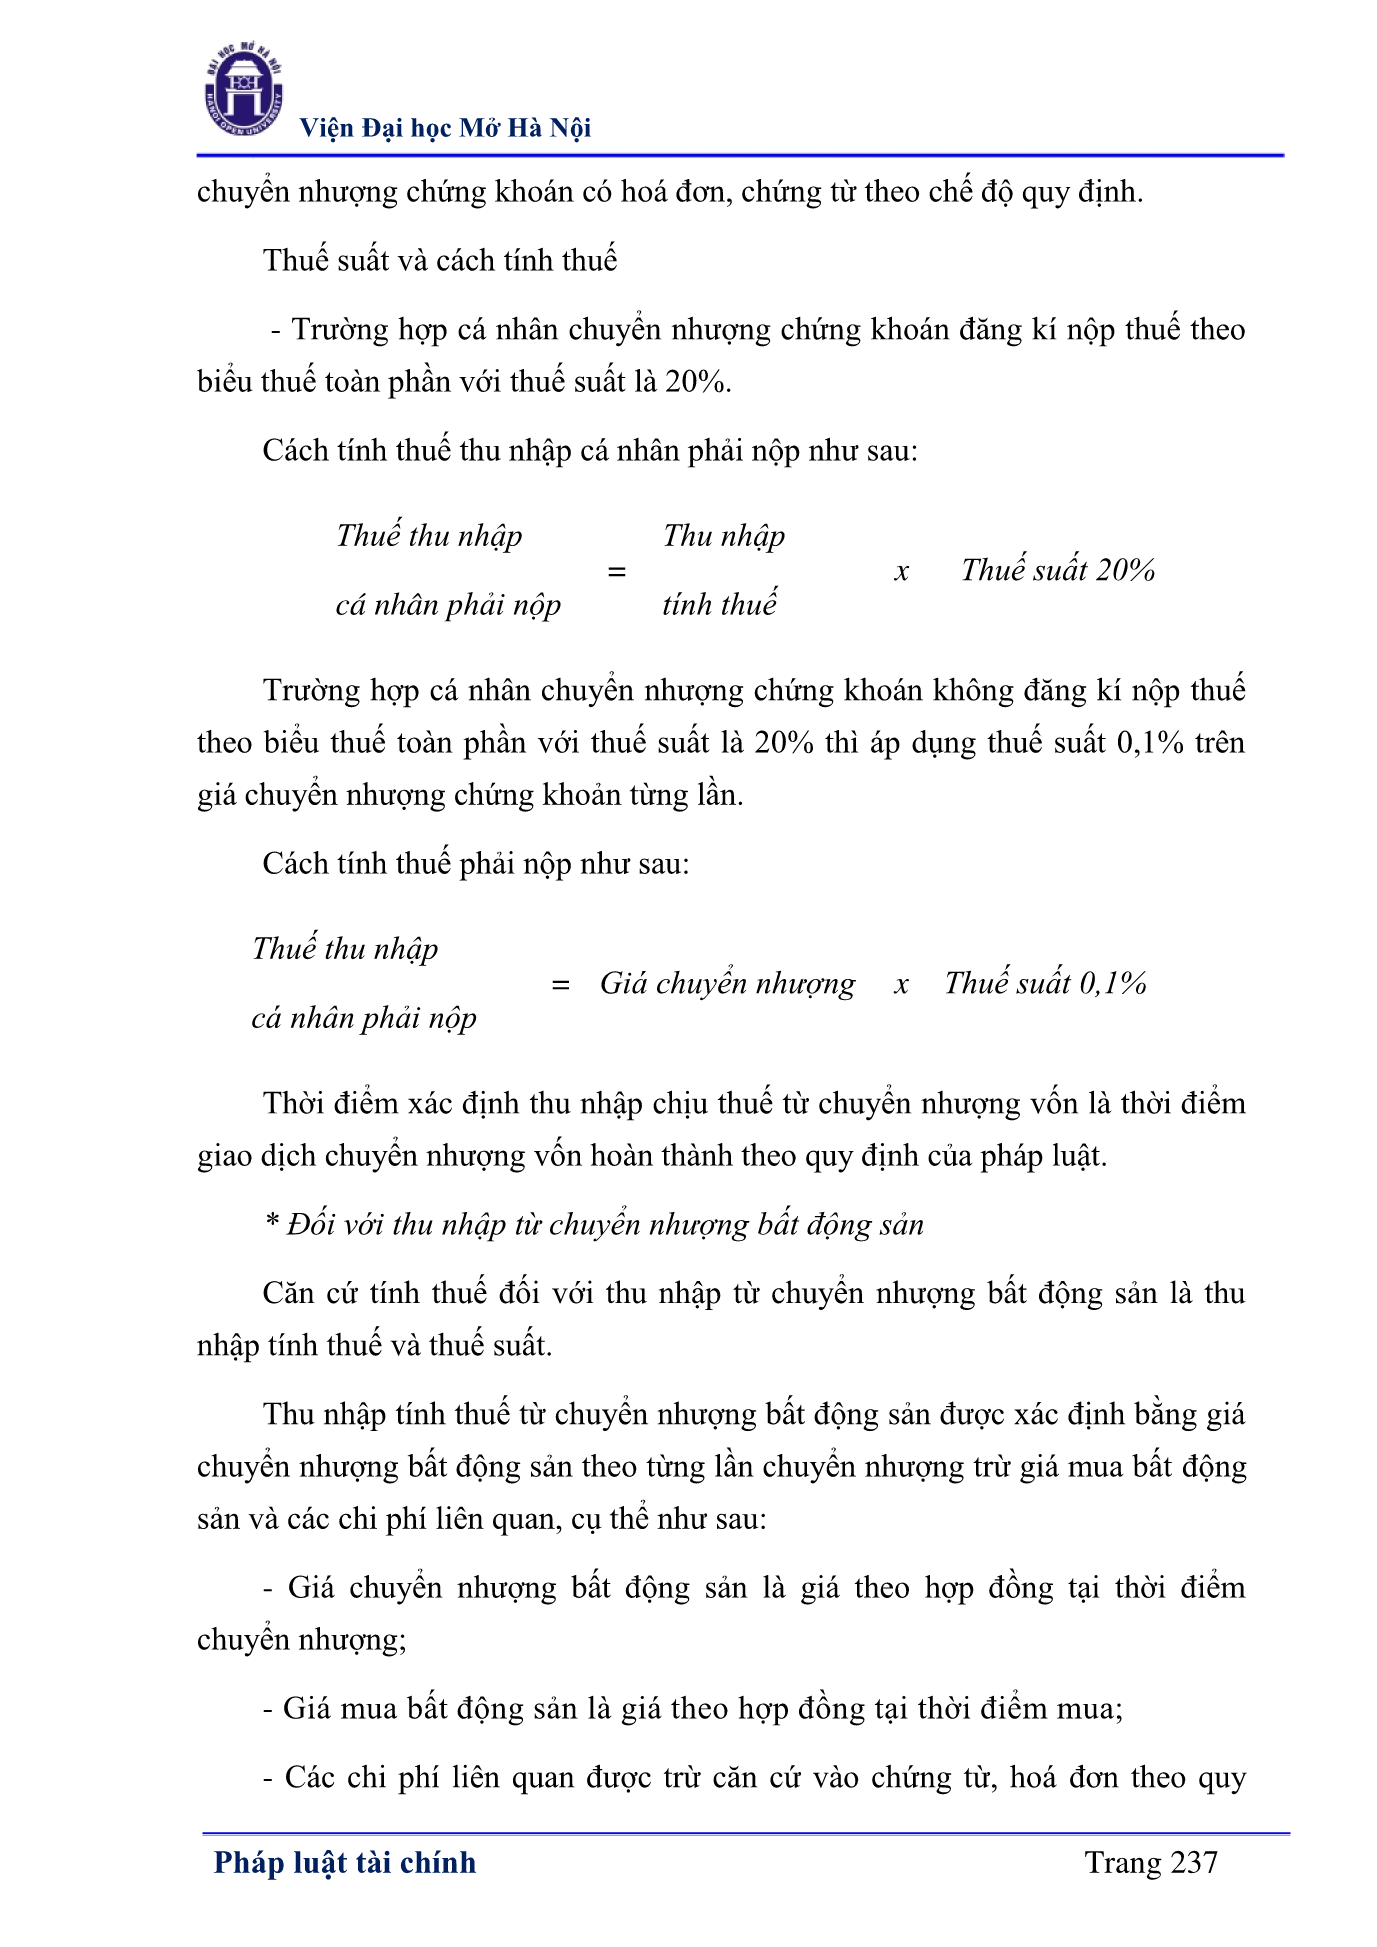 ĐẠI HỌC MỞ HÀ NỘI
HANOI OPEN UNIVERSITY
Viện Đại học Mở Hà Nội
chuyển nhượng chứng khoán có hoá đơn, chứng từ theo chế độ quy định.
Thuế suất và cách tính thuế
- Trường hợp cá nhân chuyển nhượng chứng khoán đăng kí nộp thuế theo
biểu thuế toàn phần với thuế suất là 20%.
Cách tính thuế thu nhập cá nhân phải nộp như sau:
Thuế thu nhập
cá nhân phải nộp
=
Thu nhập
tính thuế
x
Thuế suất 20%
Trường hợp cá nhân chuyển nhượng chứng khoán không đăng kí nộp thuế
theo biểu thuế toàn phần với thuế suất là 20% thì áp dụng thuế suất 0,1% trên
giá chuyển nhượng chứng khoản từng lần.
Cách tính thuế phải nộp như sau:
Thuế thu nhập
cá nhân phải nộp
= Giá chuyển nhượng x Thuế suất 0,1%
Thời điểm xác định thu nhập chịu thuế từ chuyển nhượng vốn là thời điểm
giao dịch chuyển nhượng vốn hoàn thành theo quy định của pháp luật.
* Đối với thu nhập từ chuyển nhượng bất động sản
Căn cứ tính thuế đối với thu nhập từ chuyển nhượng bất động sản là thu
nhập tính thuế và thuế suất.
Thu nhập tính thuế từ chuyển nhượng bất động sản được xác định bằng giá
chuyển nhượng bất động sản theo từng lần chuyển nhượng trừ giá mua bất động
sản và các chi phí liên quan, cụ thể như sau:
- Giá chuyển nhượng bất động sản là giá theo hợp đồng tại thời điểm
chuyển nhượng;
- Giá mua bất động sản là giá theo hợp đồng tại thời điểm mua;
- Các chi phí liên quan được trừ căn cứ vào chứng từ, hoá đơn theo quy
Pháp luật tài chính
Trang 237